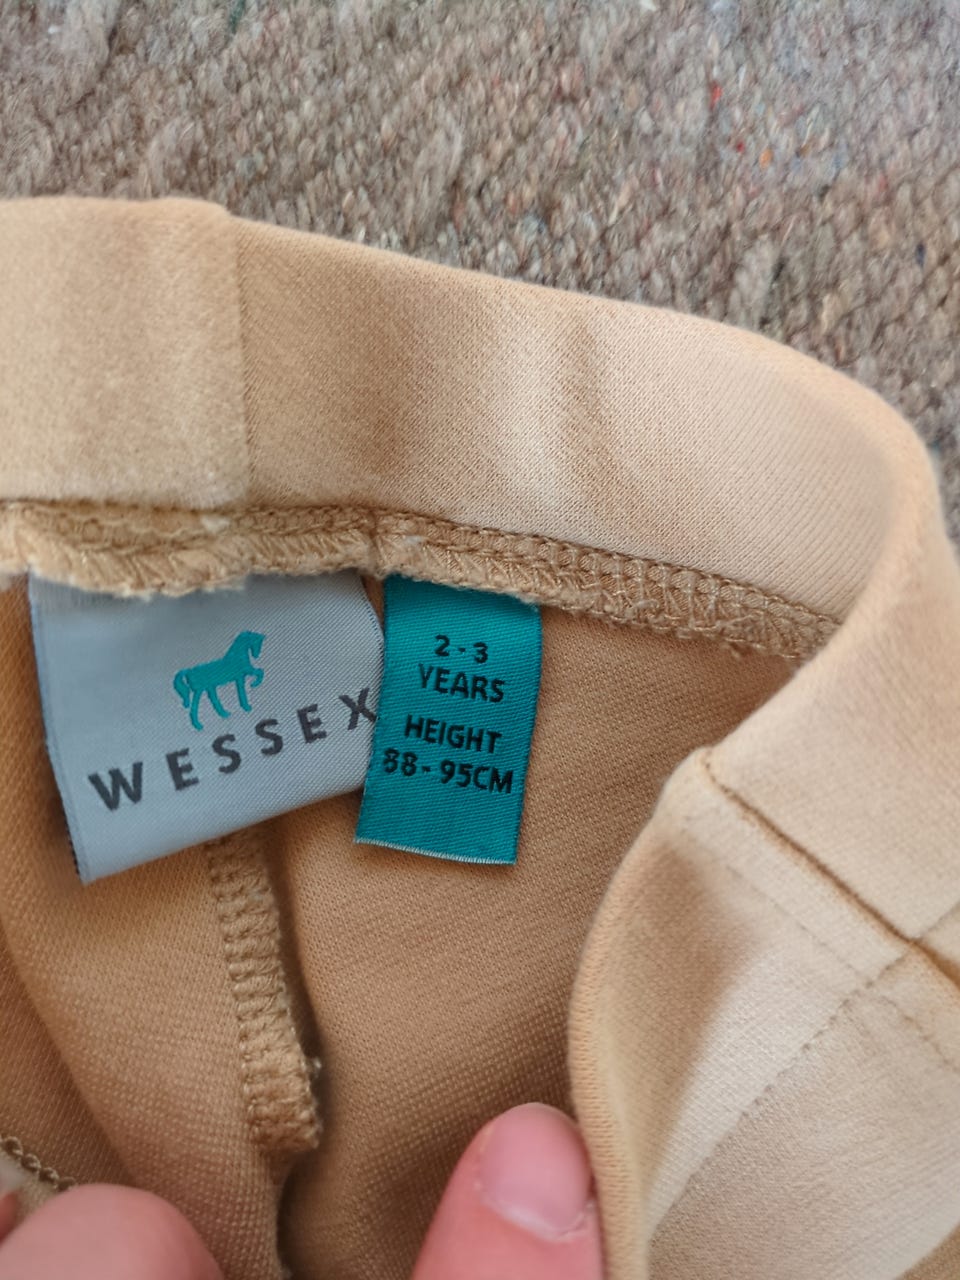 WESSEX
2-3
YEARS
HEIGHT
88-95CM